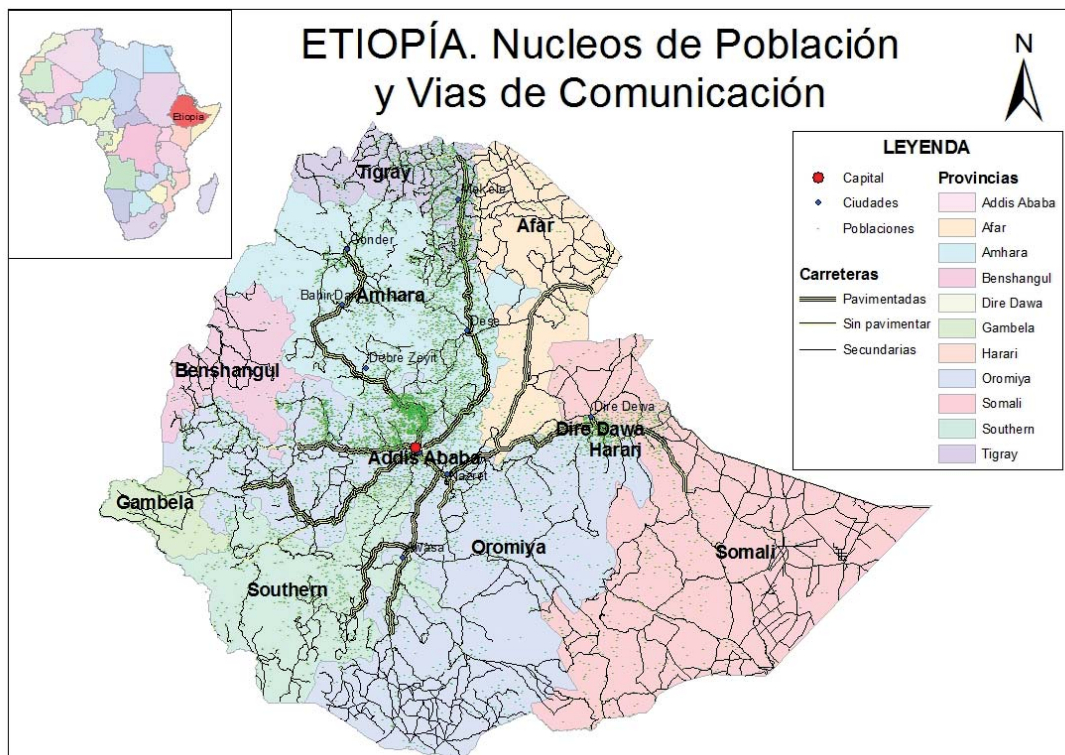 ETIOPÍA. Nucleos de Población
y Vias de Comunicación
N
Etiopía
LEYENDA
Capital
Ciudades
Poblaciones
Carreteras
Pavimentadas
Sin pavimentar
Secundarias
Provincias
Addis Ababa
Afar
Amhara
Benshangul
Dire Dawa
Gambela
Harari
Oromiya
Somali
Southern
Tigray
Tigray
Mekele
Afar
Gonder
Bahir Da
Amhara
Dese
Debre Zeyit
Benshangul
Dire Dewa
Dire Dawa
Harari
Addis Ababa
Nazret
Gambela
Oromiya
Somali
Awasa
Southern